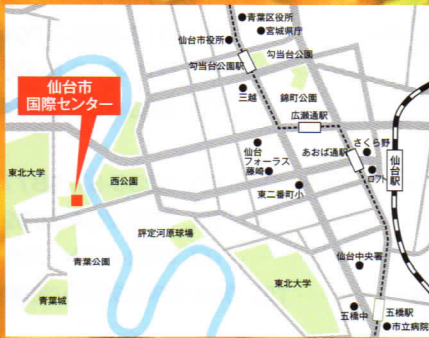 青葉区役所
宮城県庁
仙台市役所
勾当台公園
勾当台公園駅
仙台市
国際センター
三越
錦町公園
広瀬通駅
仙台
フォーラス
あおば通駅
さくら野
藤崎
ロフト
仙台駅
東北大学
西公園
東二番町小
評定河原球場
仙台中央署
青葉公園
東北大学
青葉城
五橋駅
五橋中
市立病院